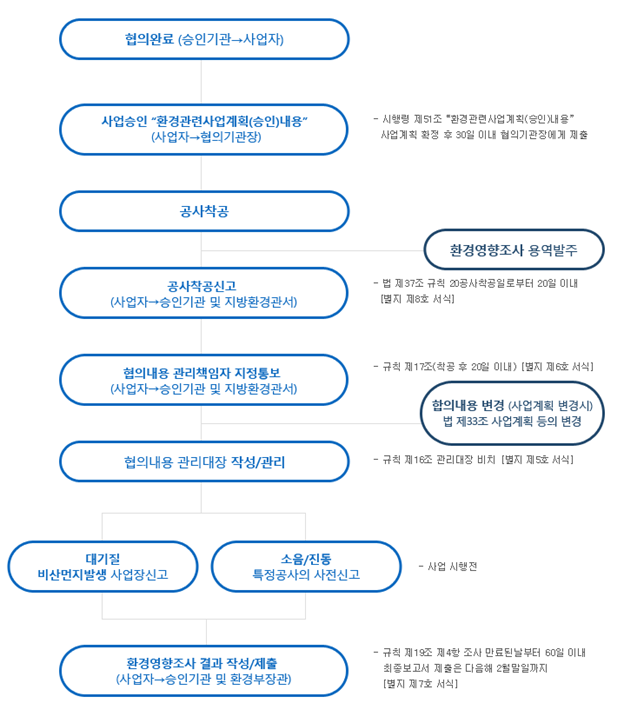 협의완료 (승인기관→사업자)
사업승인 “환경관련사업계획(승인)내용“
(사업자→협의기관장)
- 시행령 제51조 "환경관련사업계획(승인)내용"
사업계획 확정 후 30일 이내 협의기관장에게 제출
공사착공
환경영향조사 용역발주
공사착공신고
(사업자→승인기관 및 지방환경관서)
- 법 제37조 규칙 20공사착공일로부터 20일 이내
[별지 제8호 서식]
협의내용 관리책임자 지정통보
(사업자→승인기관 및 지방환경관서)
- 규칙 제17조(착공 후 20일 이내) [별지 제6호 서식]
합의내용 변경 (사업계획 변경시)
법 제33조 사업계획 등의 변경
협의내용 관리대장 작성/관리
- 규칙 제16조 관리대장 비치 [별지 제5호 서식]
대기질
비산먼지발생 사업장신고
소음/진동
특정공사의 사전신고
- 사업 시행전
환경영향조사 결과 작성/제출
(사업자→승인기관 및 환경부장관)
- 규칙 제19조 제4항 조사 만료된날부터 60일 이내
최종보고서 제출은 다음해 2월말일까지
[별지 제7호 서식]